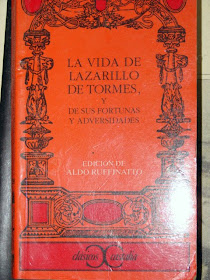 LA VIDA DE
LAZARILLO
DE TORMES,
Y
DE SUS FORTUNAS
Y ADVERSIDADES
EDICIÓN DE
ALDO RUFFINATTO
clásicos Castalia